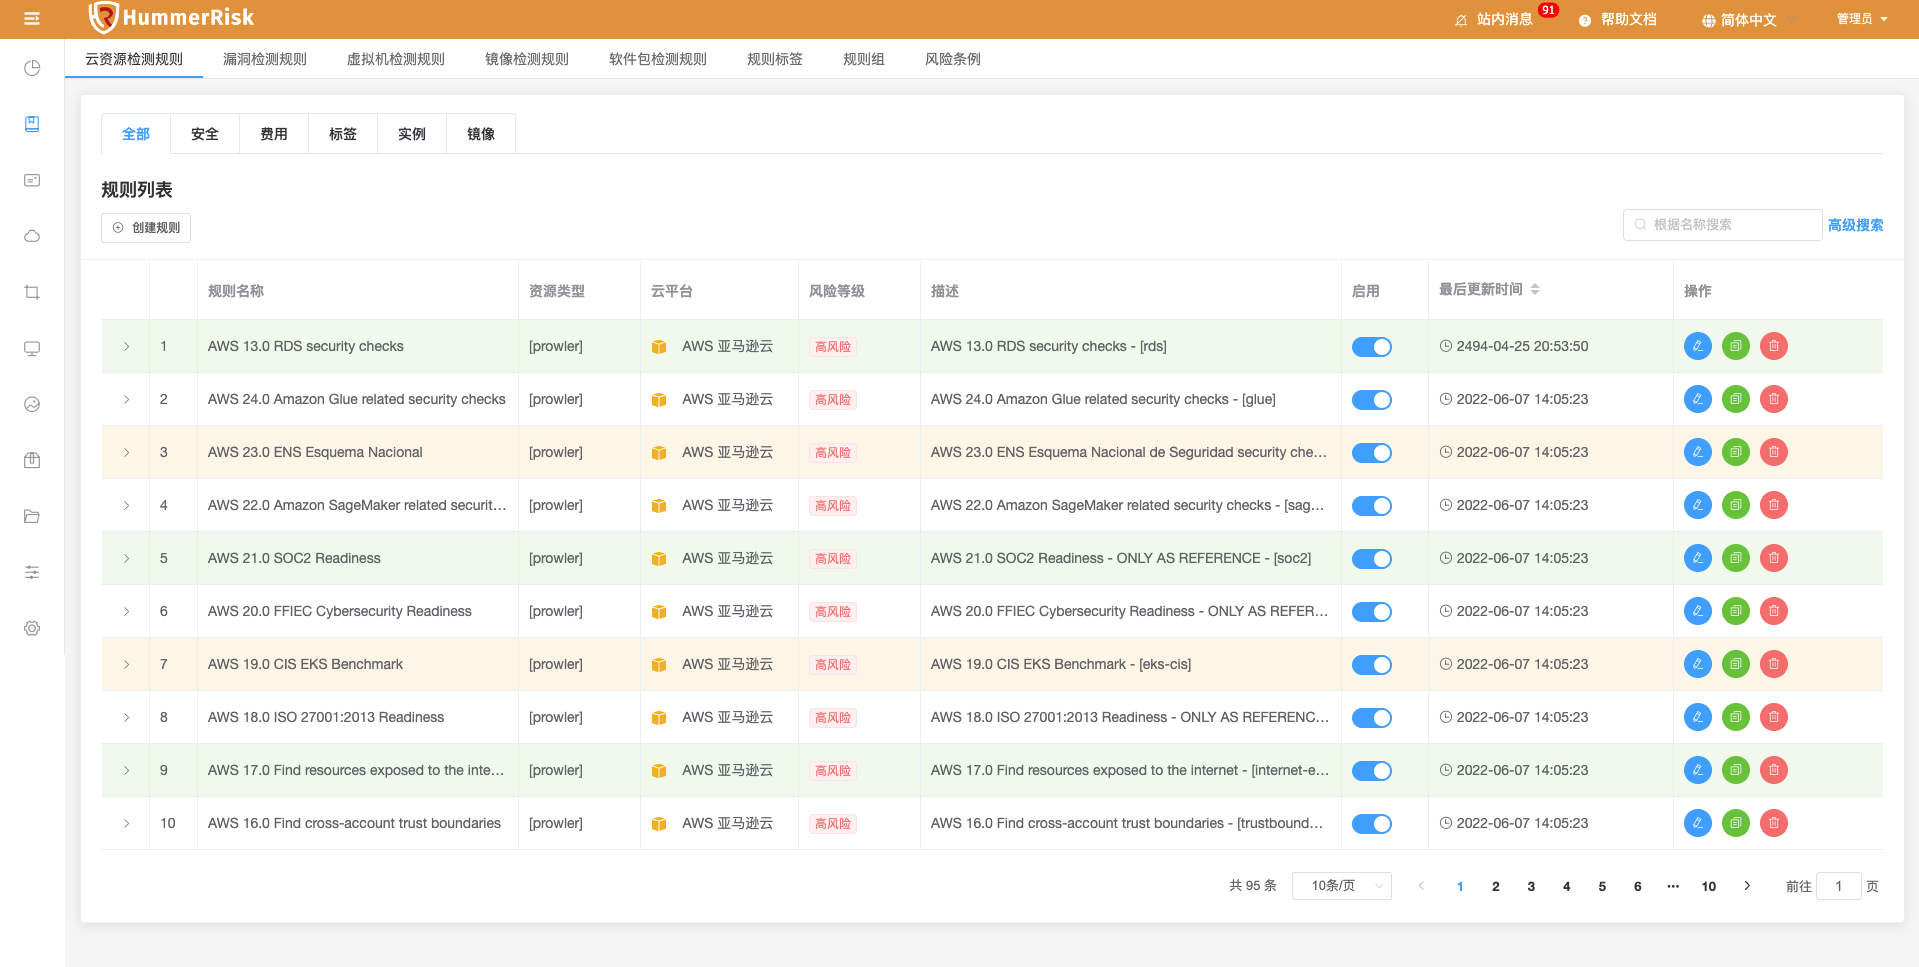 HummerRisk
站内消息 91 帮助文档 简体中文 管理员
云资源检测规则 漏洞检测规则 虚拟机检测规则 镜像检测规则 软件包检测规则 规则标签 规则组 风险条例
全部 安全 费用 标签 实例 镜像
规则列表
创建规则 根据名称搜索 高级搜索
规则名称 资源类型 云平台 风险等级 描述 启用 最后更新时间 操作
1 AWS 13.0 RDS security checks [prowler] AWS 亚马逊云 高风险 AWS 13.0 RDS security checks - [rds] 2494-04-25 20:53:50
2 AWS 24.0 Amazon Glue related security checks [prowler] AWS 亚马逊云 高风险 AWS 24.0 Amazon Glue related security checks - [glue] 2022-06-07 14:05:23
3 AWS 23.0 ENS Esquema Nacional [prowler] AWS 亚马逊云 高风险 AWS 23.0 ENS Esquema Nacional de Seguridad security che... 2022-06-07 14:05:23
4 AWS 22.0 Amazon SageMaker related securit... [prowler] AWS 亚马逊云 高风险 AWS 22.0 Amazon SageMaker related security checks - [sag... 2022-06-07 14:05:23
5 AWS 21.0 SOC2 Readiness [prowler] AWS 亚马逊云 高风险 AWS 21.0 SOC2 Readiness - ONLY AS REFERENCE - [soc2] 2022-06-07 14:05:23
6 AWS 20.0 FFIEC Cybersecurity Readiness [prowler] AWS 亚马逊云 高风险 AWS 20.0 FFIEC Cybersecurity Readiness - ONLY AS REFER... 2022-06-07 14:05:23
7 AWS 19.0 CIS EKS Benchmark [prowler] AWS 亚马逊云 高风险 AWS 19.0 CIS EKS Benchmark - [eks-cis] 2022-06-07 14:05:23
8 AWS 18.0 ISO 27001:2013 Readiness [prowler] AWS 亚马逊云 高风险 AWS 18.0 ISO 27001:2013 Readiness - ONLY AS REFERENC... 2022-06-07 14:05:23
9 AWS 17.0 Find resources exposed to the inte... [prowler] AWS 亚马逊云 高风险 AWS 17.0 Find resources exposed to the internet - [internet-e... 2022-06-07 14:05:23
10 AWS 16.0 Find cross-account trust boundaries [prowler] AWS 亚马逊云 高风险 AWS 16.0 Find cross-account trust boundaries - [trustbound... 2022-06-07 14:05:23
共 95 条 10条/页 1 2 3 4 5 6 ... 10 前往 1 页